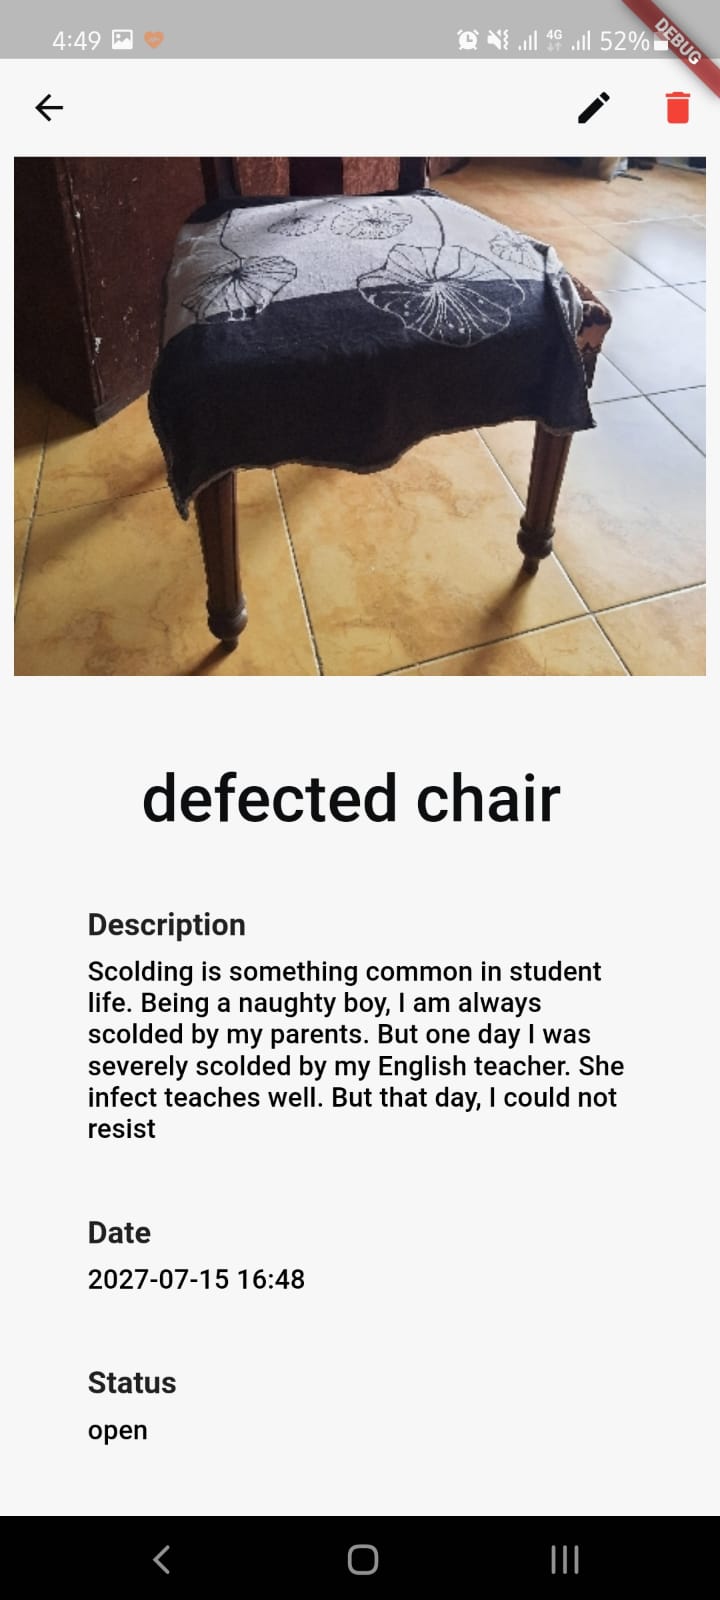 4:49
4G
52%
DEBUG
defected chair
Description
Scolding is something common in student
life. Being a naughty boy, I am always
scolded by my parents. But one day I was
severely scolded by my English teacher. She
infect teaches well. But that day, I could not
resist
Date
2027-07-15 16:48
Status
open